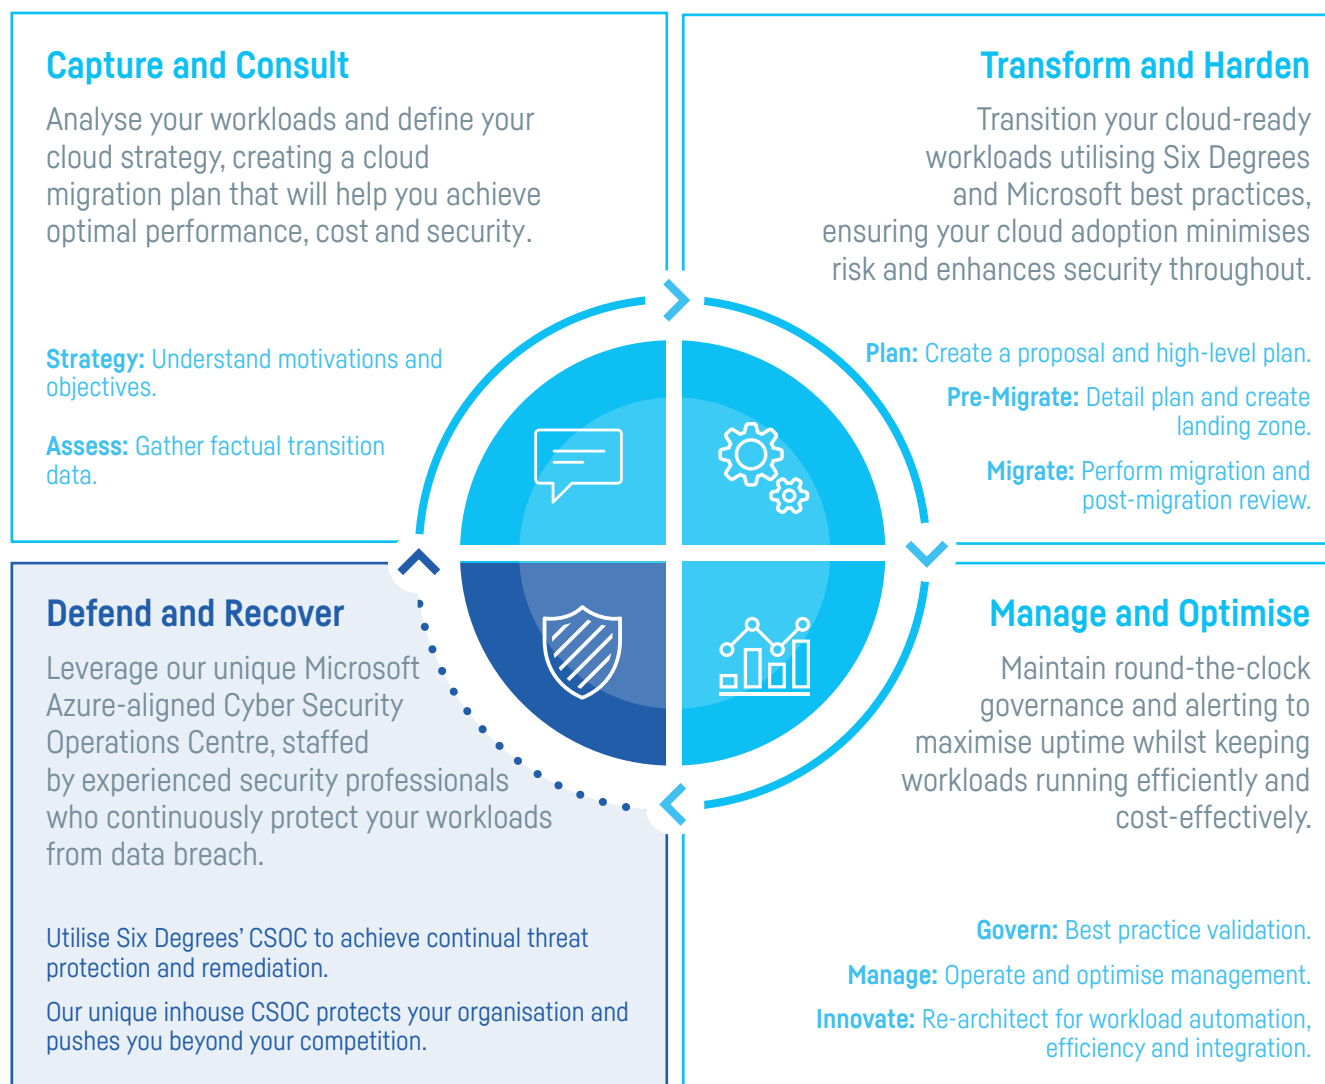 Capture and Consult
Analyse your workloads and define your
cloud strategy, creating a cloud
migration plan that will help you achieve
optimal performance, cost and security.
Strategy: Understand motivations and
objectives.
Assess: Gather factual transition
data.
Transform and Harden
Transition your cloud-ready
workloads utilising Six Degrees
and Microsoft best practices,
ensuring your cloud adoption minimises
risk and enhances security throughout.
Plan: Create a proposal and high-level plan.
Pre-Migrate: Detail plan and create
landing zone.
Migrate: Perform migration and
post-migration review.
Defend and Recover
Leverage our unique Microsoft
Azure-aligned Cyber Security
Operations Centre, staffed
by experienced security professionals
who continuously protect your workloads
from data breach.
Utilise Six Degrees' CSOC to achieve continual threat
protection and remediation.
Our unique inhouse CSOC protects your organisation and
pushes you beyond your competition.
Manage and Optimise
Maintain round-the-clock
governance and alerting to
maximise uptime whilst keeping
workloads running efficiently and
cost-effectively.
Govern: Best practice validation.
Manage: Operate and optimise management.
Innovate: Re-architect for workload automation,
efficiency and integration.